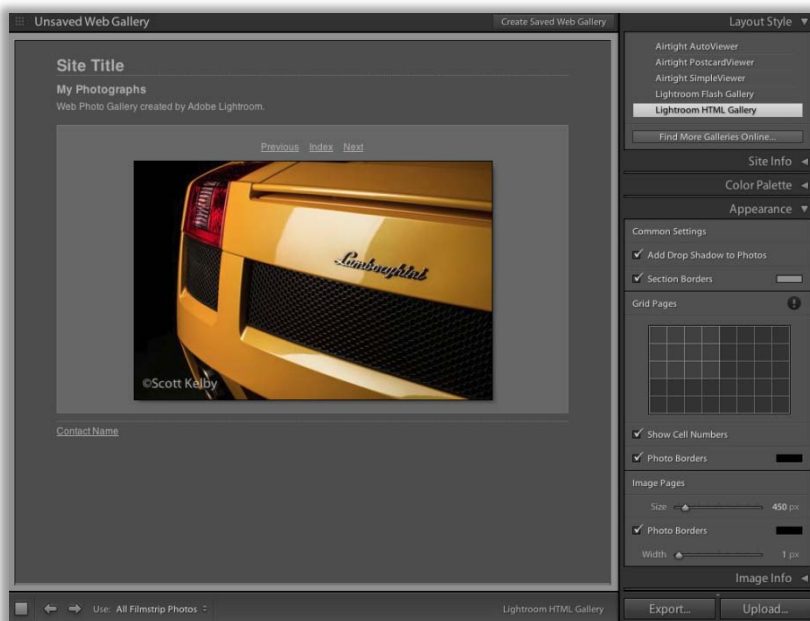 Unsaved Web Gallery
Create Saved Web Gallery
Site Title
My Photographs
Web Photo Gallery created by Adobe Lightroom.
Previous Index Next
Lamborghini
©Scott Kelby
Contact Name
Use: All Filmstrip Photos
Lightroom HTML Gallery
Layout Style
Airtight AutoViewer
Airtight PostcardViewer
Airtight SimpleViewer
Lightroom Flash Gallery
Lightroom HTML Gallery
Find More Galleries Online...
Site Info
Color Palette
Appearance
Common Settings
Add Drop Shadow to Photos
Section Borders
Grid Pages
Show Cell Numbers
Photo Borders
Image Pages
Size 450 px
Photo Borders
Width 1 px
Image Info
Export... Upload...